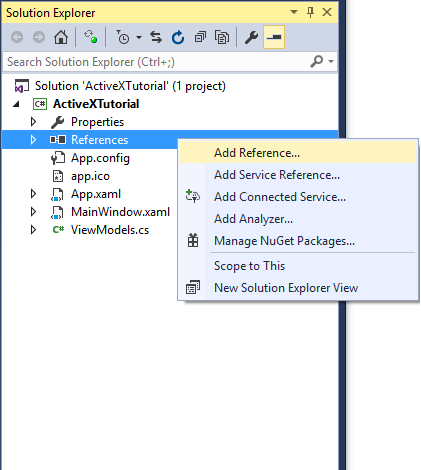 Solution Explorer
Search Solution Explorer (Ctrl+;)
Solution 'ActiveXTutorial' (1 project)
C# ActiveXTutorial
Properties
References
App.config
app.ico
App.xaml
MainWindow.xaml
C# ViewModels.cs
Add Reference...
Add Service Reference...
Add Connected Service...
Add Analyzer...
Manage NuGet Packages...
Scope to This
New Solution Explorer View